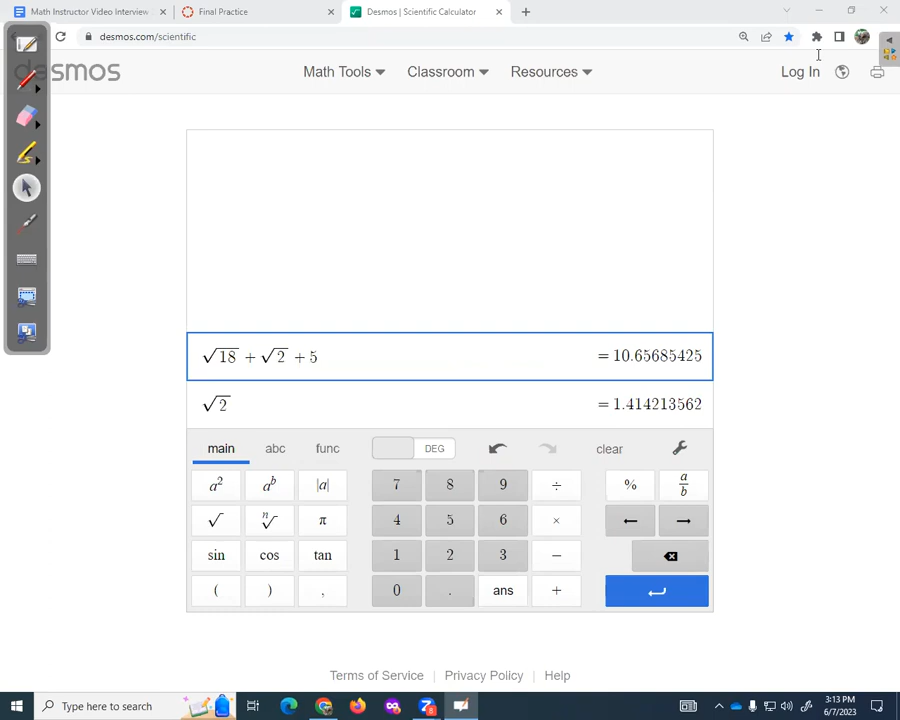 Math Instructor Video Interview
Final Practice
Desmos | Scientific Calculator
desmos.com/scientific
desmos
Math Tools
Classroom
Resources
Log In
√18 + √2 + 5
= 10.65685425
√2
= 1.414213562
main abc func DEG clear
a² aᵇ |a| 7 8 9 ÷ % a/b
√ ⁿ√ π 4 5 6 × ← →
sin cos tan 1 2 3 −
( ) , 0 . ans +
Terms of Service | Privacy Policy | Help
Type here to search
3:13 PM
6/7/2023